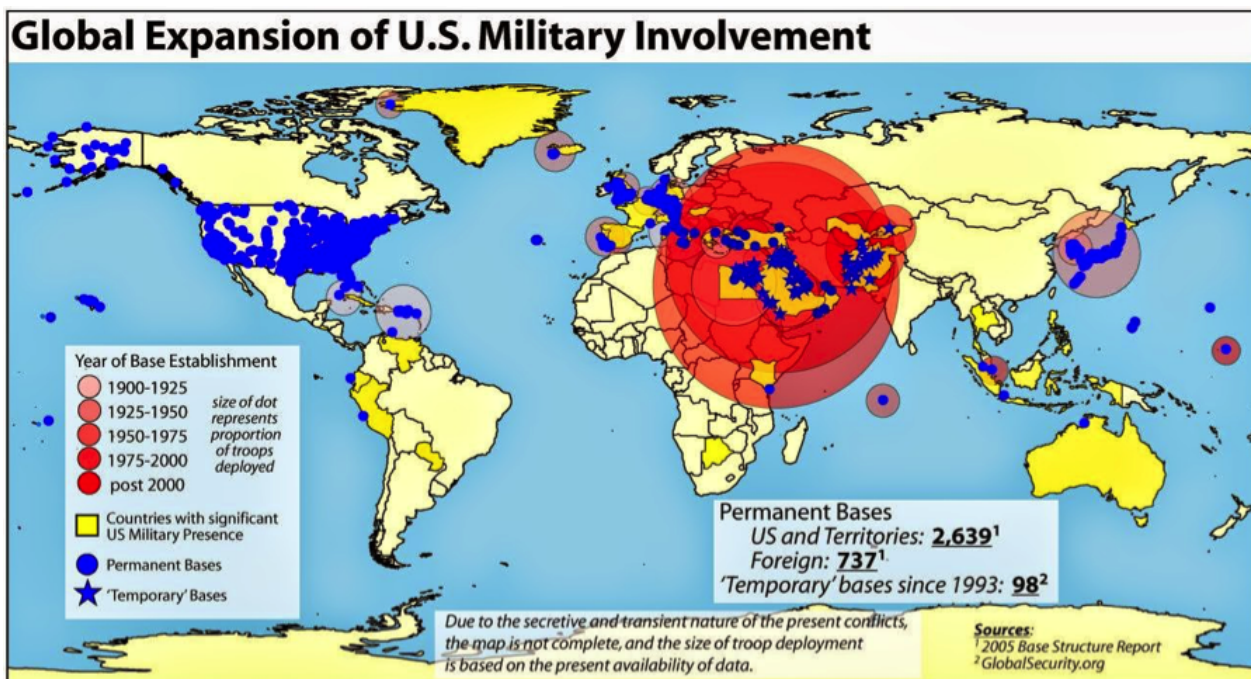 Global Expansion of U.S. Military Involvement
Year of Base Establishment
1900-1925
1925-1950
1950-1975
1975-2000
post 2000
size of dot
represents
proportion
of troops
deployed
Countries with significant
US Military Presence
Permanent Bases
'Temporary' Bases
Permanent Bases
US and Territories: 2,639¹
Foreign: 737¹
'Temporary' bases since 1993: 98²
Due to the secretive and transient nature of the present conflicts,
the map is not complete, and the size of troop deployment
is based on the present availability of data.
Sources:
¹ 2005 Base Structure Report
² GlobalSecurity.org